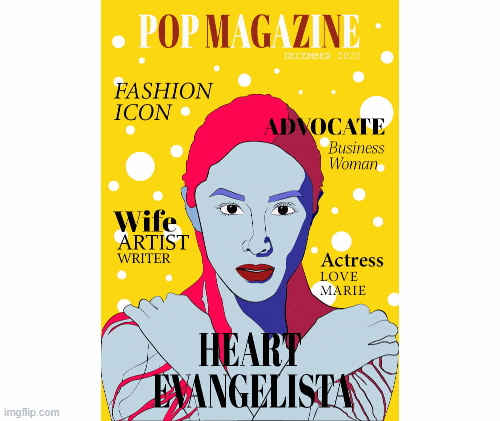 POP MAGAZINE
DECEMBER 2020
FASHION
ICON
ADVOCATE
Business
Woman
Wife
ARTIST
WRITER
Actress
LOVE
MARIE
HEART
EVANGELISTA
imgflip.com